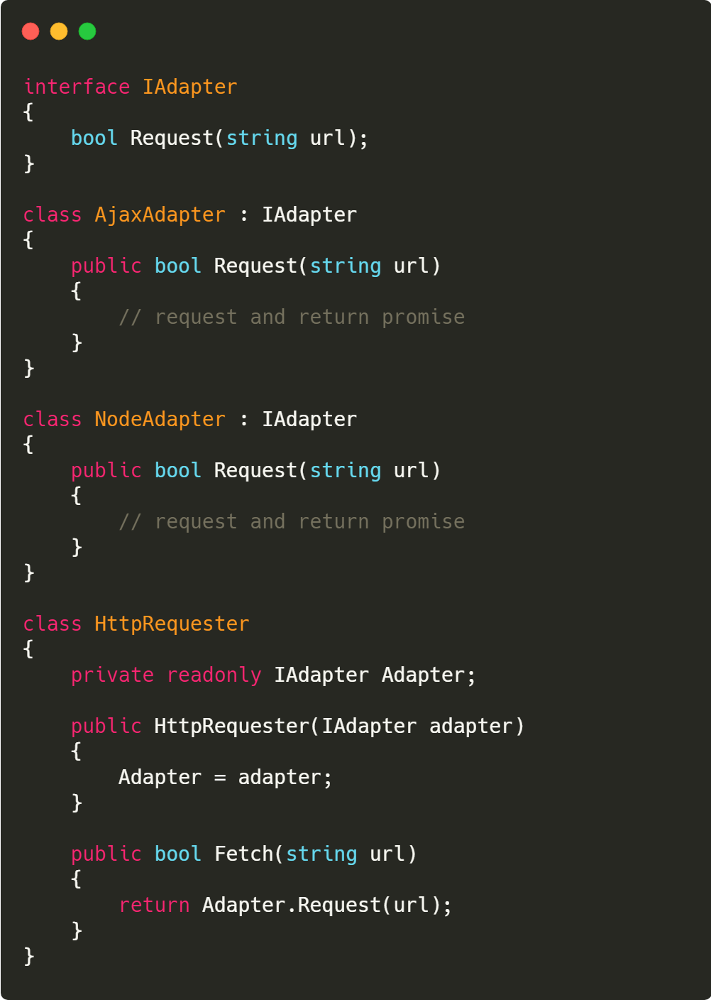 interface IAdapter
{
    bool Request(string url);
}

class AjaxAdapter : IAdapter
{
    public bool Request(string url)
    {
        // request and return promise
    }
}

class NodeAdapter : IAdapter
{
    public bool Request(string url)
    {
        // request and return promise
    }
}

class HttpRequester
{
    private readonly IAdapter Adapter;

    public HttpRequester(IAdapter adapter)
    {
        Adapter = adapter;
    }

    public bool Fetch(string url)
    {
        return Adapter.Request(url);
    }
}